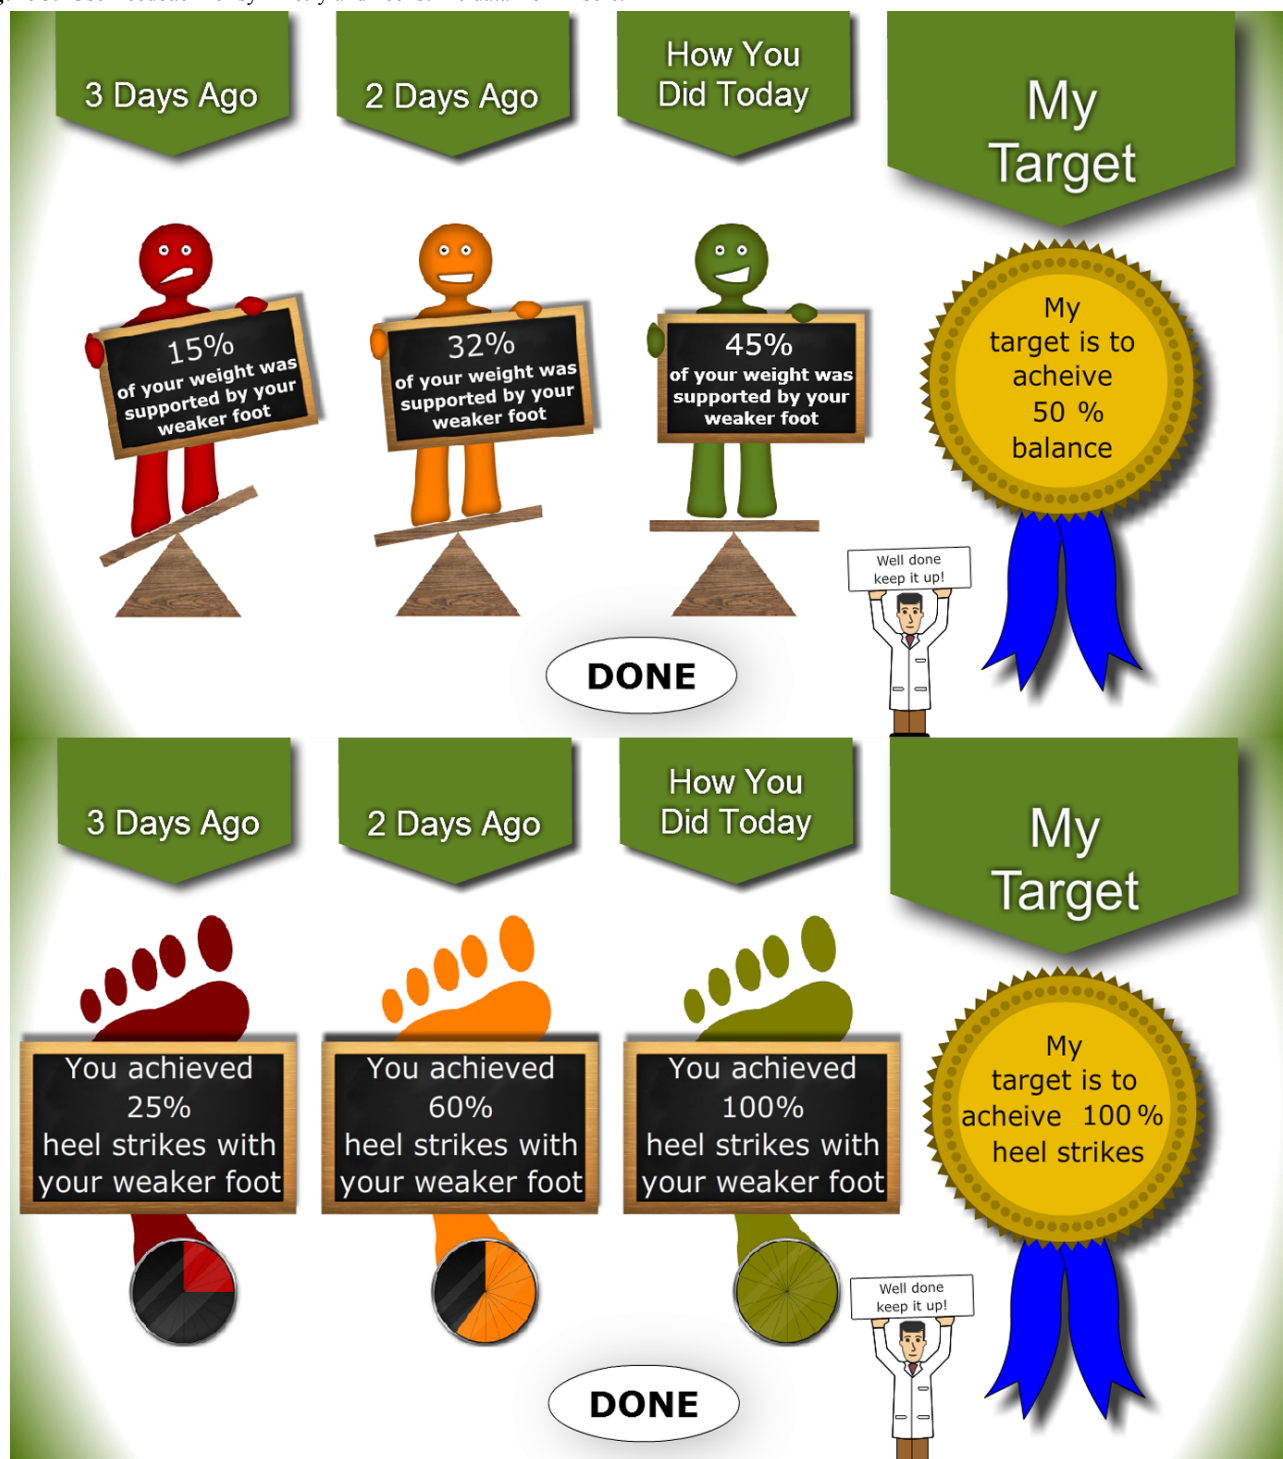 3 Days Ago
2 Days Ago
How You
Did Today
My
Target
15%
of your weight was
supported by your
weaker foot
32%
of your weight was
supported by your
weaker foot
45%
of your weight was
supported by your
weaker foot
My
target is to
acheive
50 %
balance
Well done
keep it up!
DONE
3 Days Ago
2 Days Ago
How You
Did Today
My
Target
You achieved
25%
heel strikes with
your weaker foot
You achieved
60%
heel strikes with
your weaker foot
You achieved
100%
heel strikes with
your weaker foot
My
target is to
acheive 100 %
heel strikes
Well done
keep it up!
DONE